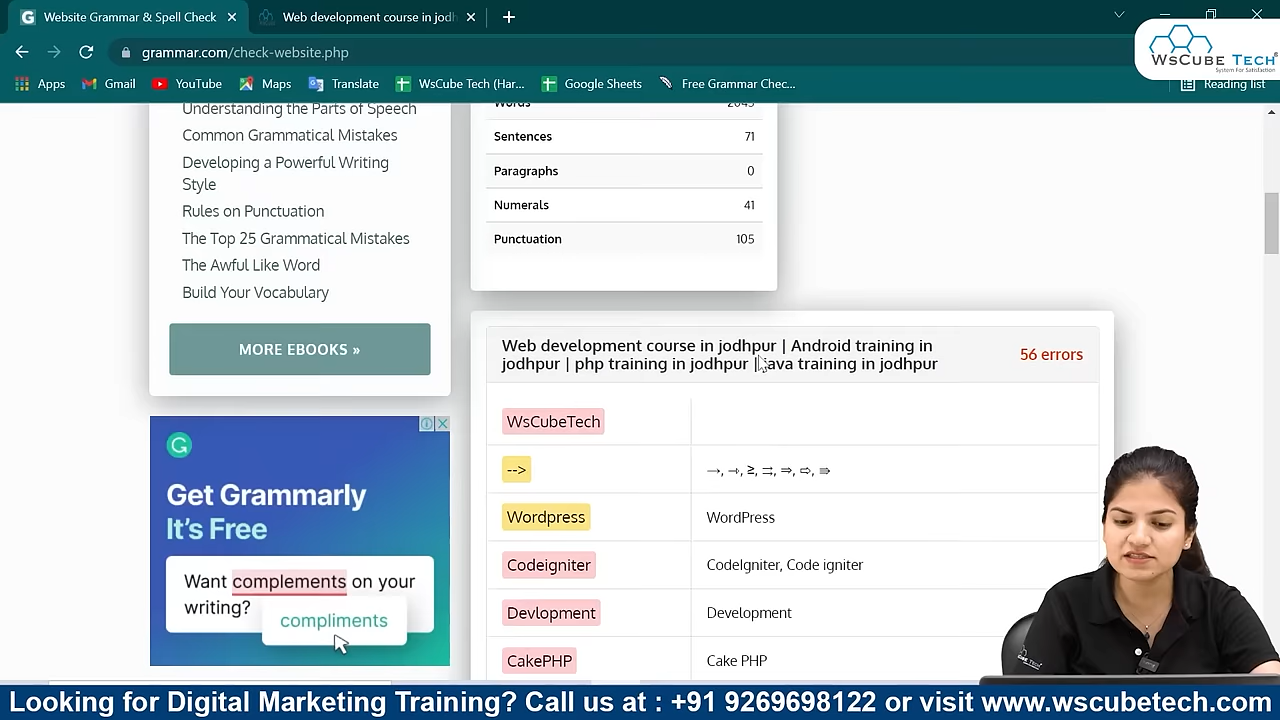 Website Grammar & Spell Check
Web development course in jodh
grammar.com/check-website.php
WsCube Tech
System For Satisfaction
Apps
Gmail
YouTube
Maps
Translate
WsCube Tech (Har...
Google Sheets
Free Grammar Chec...
Reading list
Understanding the Parts of Speech
Common Grammatical Mistakes
Developing a Powerful Writing
Style
Rules on Punctuation
The Top 25 Grammatical Mistakes
The Awful Like Word
Build Your Vocabulary
MORE EBOOKS »
Words 2045
Sentences 71
Paragraphs 0
Numerals 41
Punctuation 105
Web development course in jodhpur | Android training in
jodhpur | php training in jodhpur | java training in jodhpur
56 errors
WsCubeTech
--> →, ⇾, ≥, ⇉, ⇒, ⇨, ⇛
Wordpress WordPress
Codeigniter CodeIgniter, Code igniter
Devlopment Development
CakePHP Cake PHP
Get Grammarly
It's Free
Want complements on your
writing?
compliments
Looking for Digital Marketing Training? Call us at : +91 9269698122 or visit www.wscubetech.com